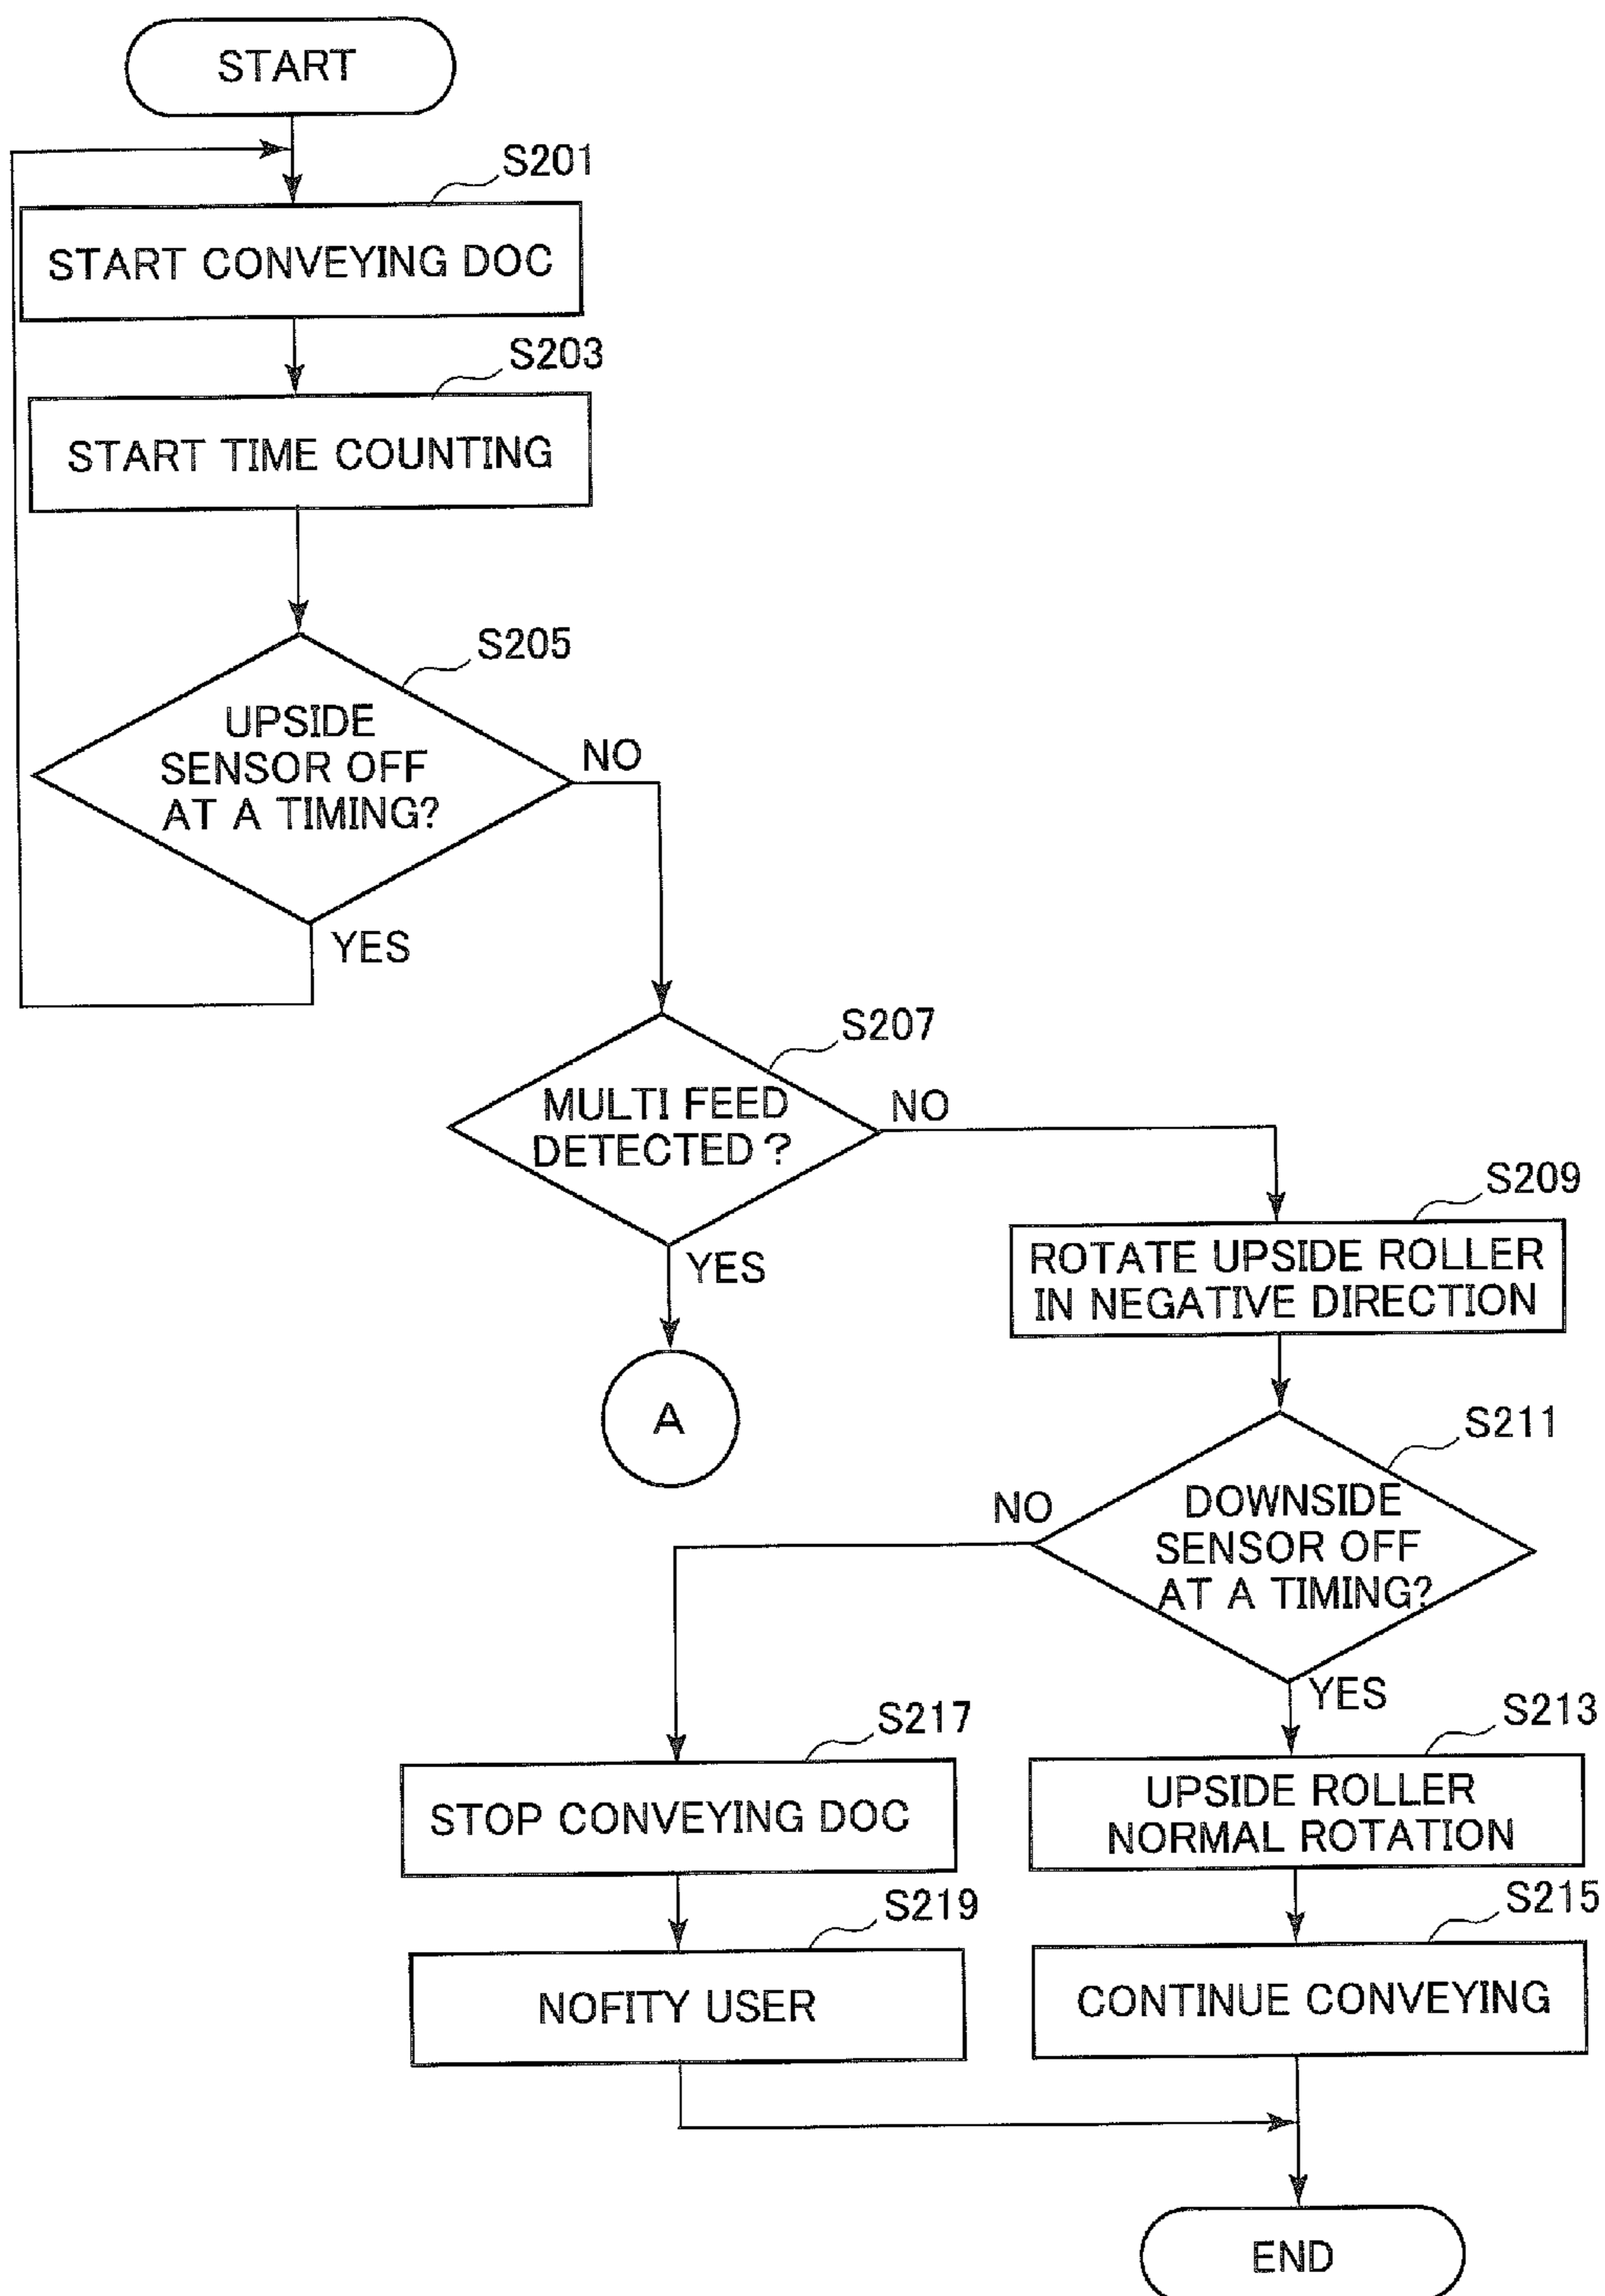 START
S201
START CONVEYING DOC
S203
START TIME COUNTING
S205
UPSIDE
SENSOR OFF
AT A TIMING?
NO
YES
S207
MULTI FEED
DETECTED ?
NO
YES
A
S209
ROTATE UPSIDE ROLLER
IN NEGATIVE DIRECTION
S211
DOWNSIDE
SENSOR OFF
AT A TIMING?
NO
YES
S217
STOP CONVEYING DOC
S219
NOFITY USER
S213
UPSIDE ROLLER
NORMAL ROTATION
S215
CONTINUE CONVEYING
END